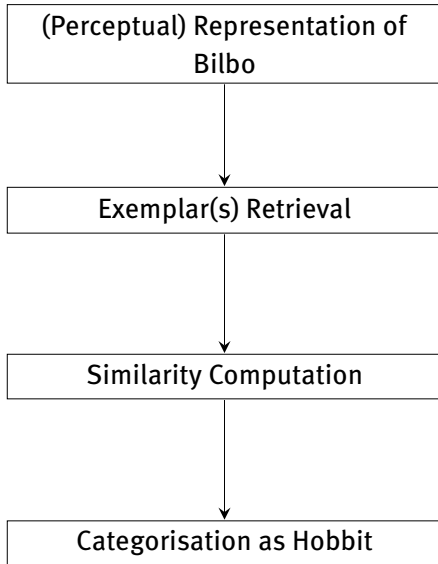 (Perceptual) Representation of
Bilbo
Exemplar(s) Retrieval
Similarity Computation
Categorisation as Hobbit